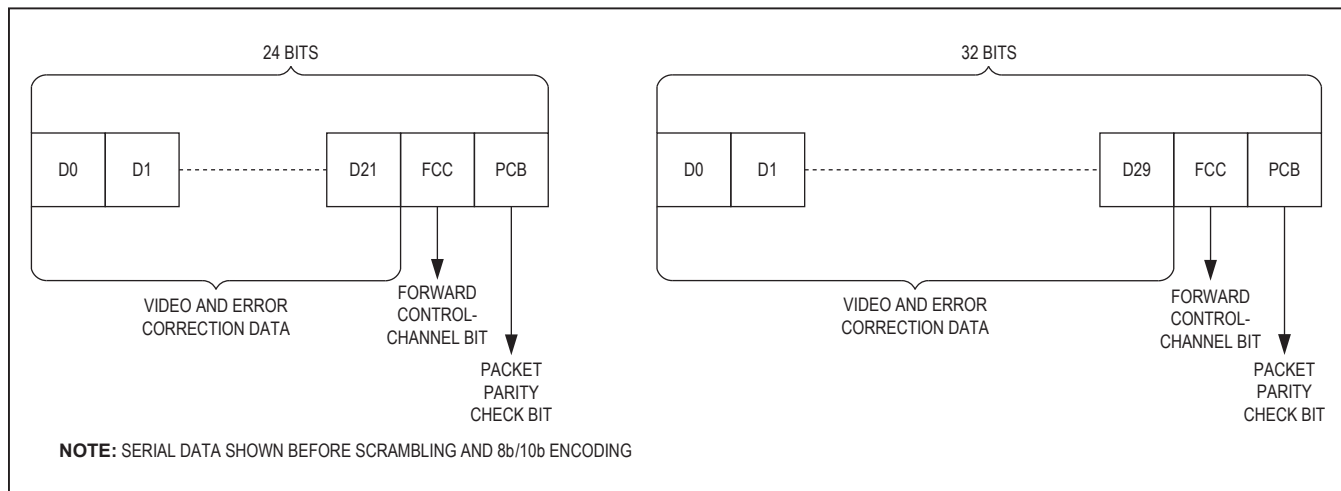 24 BITS
D0 D1 D21 FCC PCB
VIDEO AND ERROR
CORRECTION DATA
FORWARD
CONTROL-
CHANNEL BIT
PACKET
PARITY
CHECK BIT
32 BITS
D0 D1 D29 FCC PCB
VIDEO AND ERROR
CORRECTION DATA
FORWARD
CONTROL-
CHANNEL BIT
PACKET
PARITY
CHECK BIT
NOTE: SERIAL DATA SHOWN BEFORE SCRAMBLING AND 8b/10b ENCODING